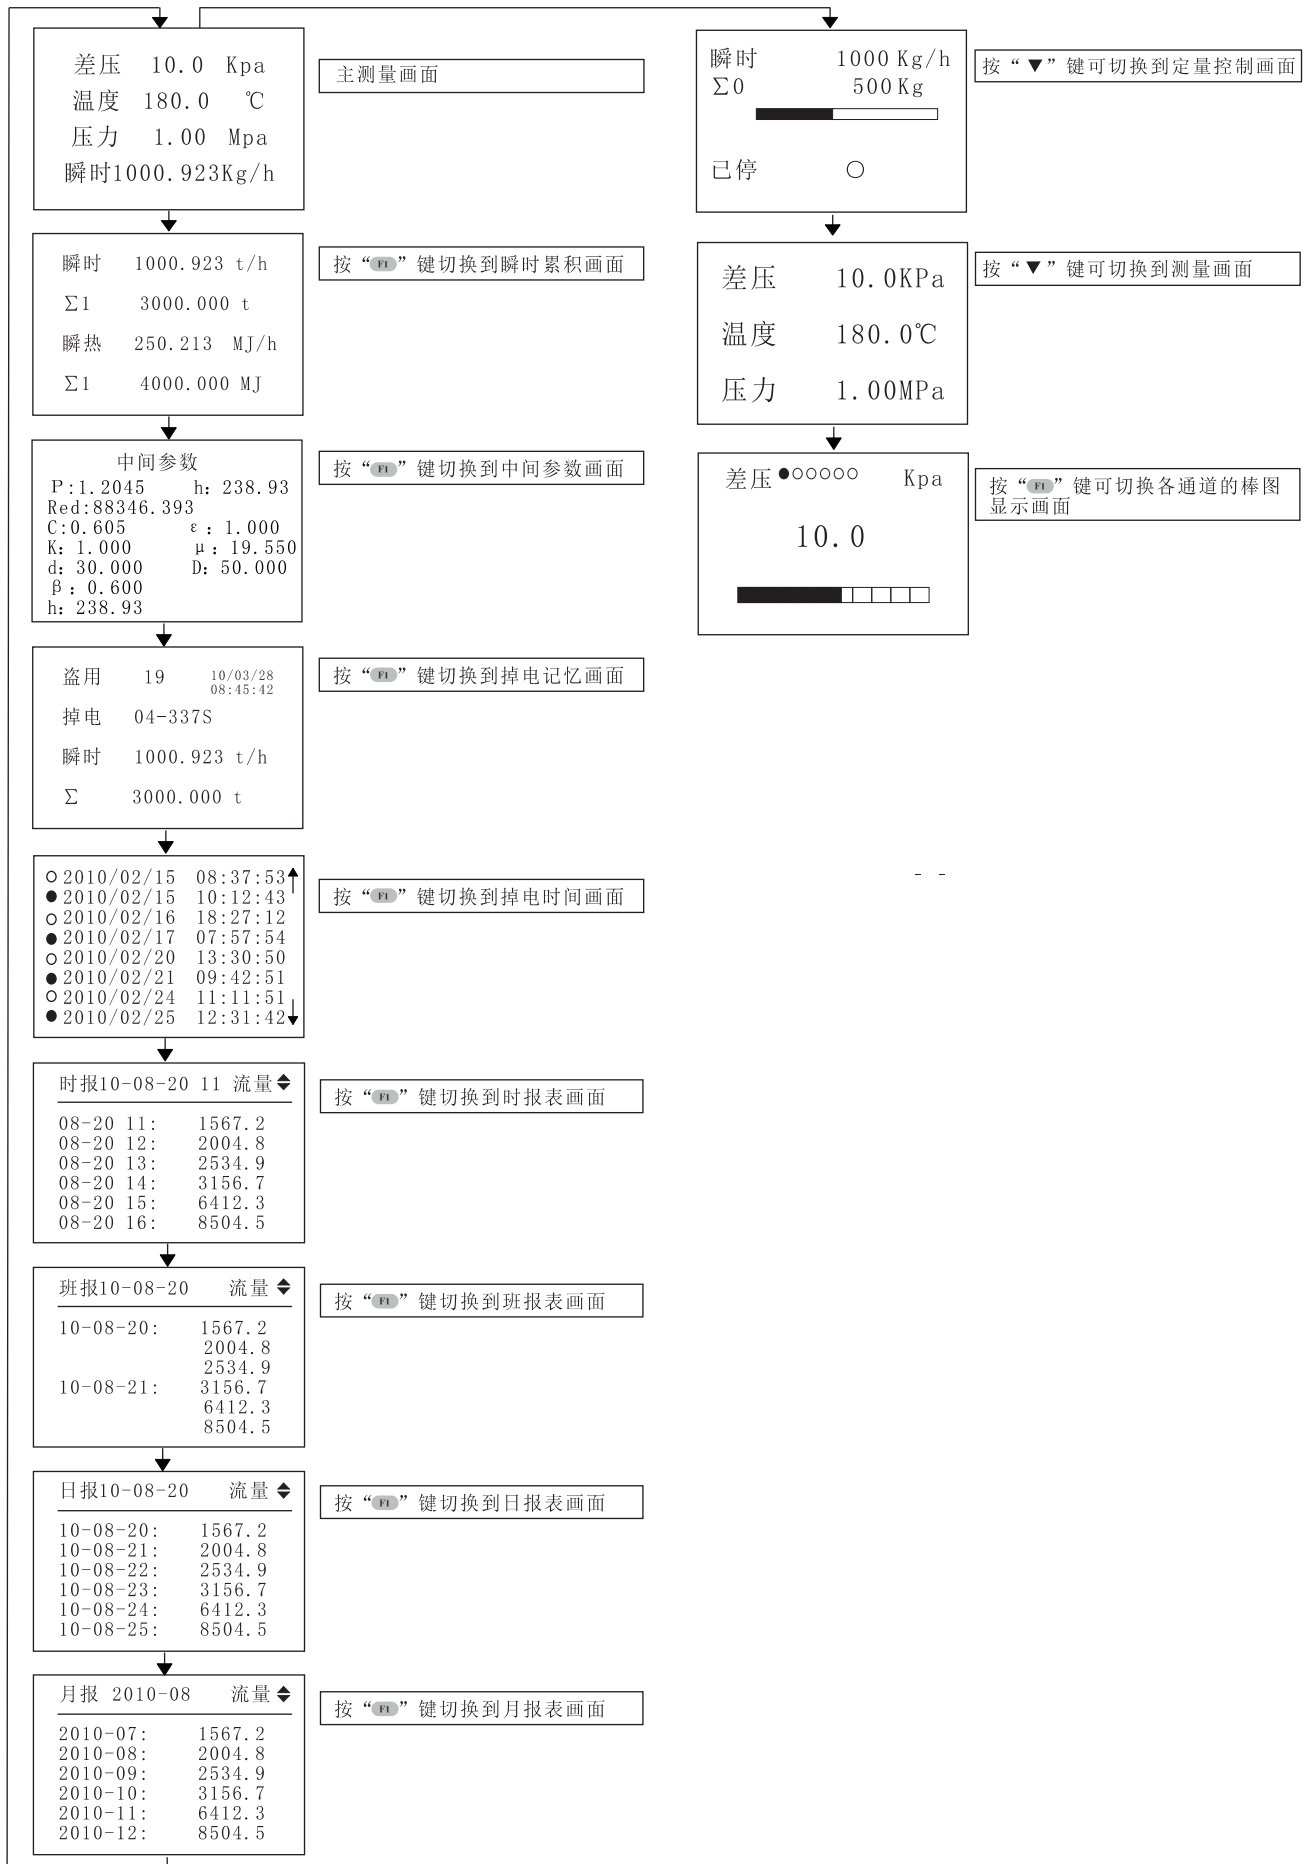 差压 10.0 Kpa
温度 180.0 ℃
压力 1.00 Mpa
瞬时1000.923Kg/h
主测量画面
瞬时 1000.923 t/h
∑1 3000.000 t
瞬热 250.213 MJ/h
∑1 4000.000 MJ
按“F1”键切换到瞬时累积画面
中间参数
P:1.2045 h: 238.93
Red:88346.393
C:0.605 ε: 1.000
K: 1.000 μ: 19.550
d: 30.000 D: 50.000
β: 0.600
h: 238.93
按“F1”键切换到中间参数画面
盗用 19 10/03/28
08:45:42
掉电 04-337S
瞬时 1000.923 t/h
∑ 3000.000 t
按“F1”键切换到掉电记忆画面
○2010/02/15 08:37:53↑
●2010/02/15 10:12:43
○2010/02/16 18:27:12
●2010/02/17 07:57:54
○2010/02/20 13:30:50
●2010/02/21 09:42:51
○2010/02/24 11:11:51
●2010/02/25 12:31:42↓
按“F1”键切换到掉电时间画面
时报10-08-20 11 流量
08-20 11: 1567.2
08-20 12: 2004.8
08-20 13: 2534.9
08-20 14: 3156.7
08-20 15: 6412.3
08-20 16: 8504.5
按“F1”键切换到时报表画面
班报10-08-20 流量
10-08-20: 1567.2
2004.8
2534.9
10-08-21: 3156.7
6412.3
8504.5
按“F1”键切换到班报表画面
日报10-08-20 流量
10-08-20: 1567.2
10-08-21: 2004.8
10-08-22: 2534.9
10-08-23: 3156.7
10-08-24: 6412.3
10-08-25: 8504.5
按“F1”键切换到日报表画面
月报 2010-08 流量
2010-07: 1567.2
2010-08: 2004.8
2010-09: 2534.9
2010-10: 3156.7
2010-11: 6412.3
2010-12: 8504.5
按“F1”键切换到月报表画面
瞬时 1000 Kg/h
∑0 500 Kg
已停 ○
按“▼”键可切换到定量控制画面
差压 10.0KPa
温度 180.0℃
压力 1.00MPa
按“▼”键可切换到测量画面
差压●○○○○○ Kpa
10.0
按“F1”键可切换各通道的棒图
显示画面